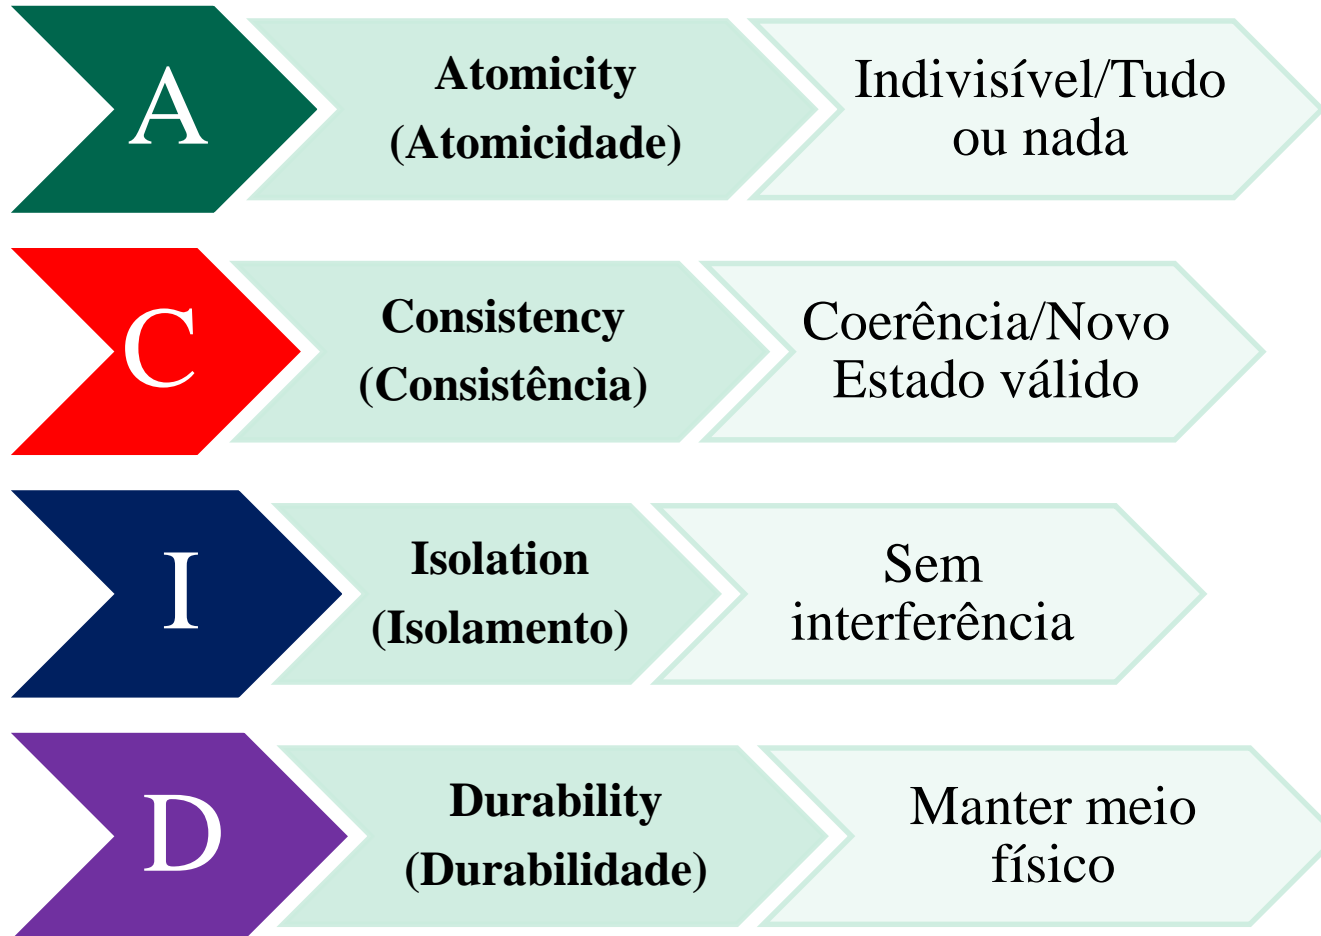 A
Atomicity
(Atomicidade)
Indivisível/Tudo
ou nada
C
Consistency
(Consistência)
Coerência/Novo
Estado válido
I
Isolation
(Isolamento)
Sem
interferência
D
Durability
(Durabilidade)
Manter meio
físico